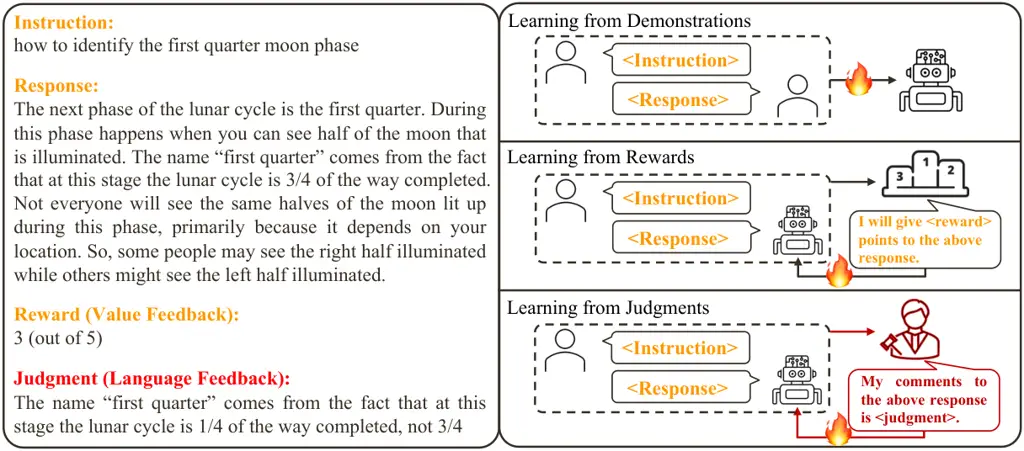 Instruction:
how to identify the first quarter moon phase
Response:
The next phase of the lunar cycle is the first quarter. During
this phase happens when you can see half of the moon that
is illuminated. The name “first quarter” comes from the fact
that at this stage the lunar cycle is 3/4 of the way completed.
Not everyone will see the same halves of the moon lit up
during this phase, primarily because it depends on your
location. So, some people may see the right half illuminated
while others might see the left half illuminated.
Reward (Value Feedback):
3 (out of 5)
Judgment (Language Feedback):
The name “first quarter” comes from the fact that at this
stage the lunar cycle is 1/4 of the way completed, not 3/4
Learning from Demonstrations
<Instruction>
<Response>
Learning from Rewards
<Instruction>
<Response>
1
3 2
I will give <reward>
points to the above
response.
Learning from Judgments
<Instruction>
<Response>
My comments to
the above response
is <judgment>.